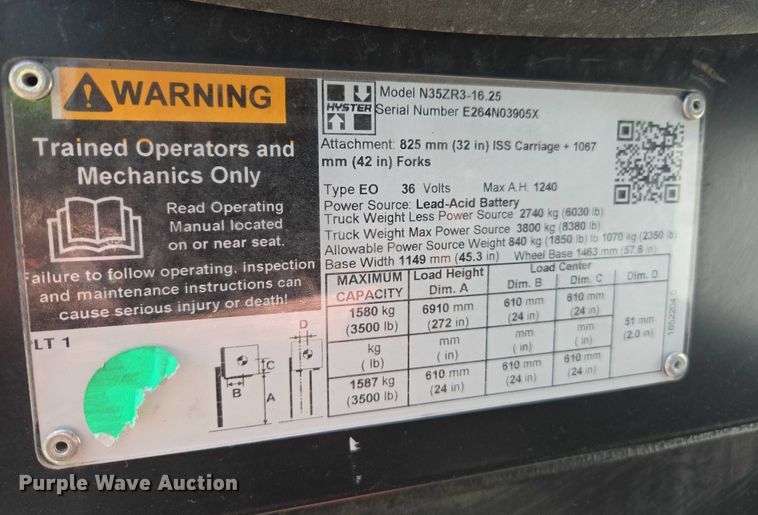 WARNING
Trained Operators and
Mechanics Only
Read Operating
Manual located
on or near seat.
Failure to follow operating, inspection
and maintenance instructions can
cause serious injury or death!
PLT 1
D
C
B
A
HYSTER
Model N35ZR3-16.25
Serial Number E264N03905X
Attachment: 825 mm (32 in) ISS Carriage + 1067
mm (42 in) Forks
Type EO 36 Volts Max A.H. 1240
Power Source: Lead-Acid Battery
Truck Weight Less Power Source 2740 kg (6030 lb)
Truck Weight Max Power Source 3800 kg (8380 lb)
Allowable Power Source Weight 840 kg (1850 lb) to 1070 kg (2350 lb)
Base Width 1149 mm (45.3 in) Wheel Base 1463 mm (57.6 in)
MAXIMUM CAPACITY Load Height Dim. A Load Center Dim. B Dim. C Dim. D
1580 kg 6910 mm 610 mm 610 mm
(3500 lb) (272 in) (24 in) (24 in)
kg mm mm mm 51 mm
(lb) ( in) ( in) ( in) (2.0 in)
1587 kg 610 mm 610 mm 610 mm
(3500 lb) (24 in) (24 in) (24 in)
Purple Wave Auction